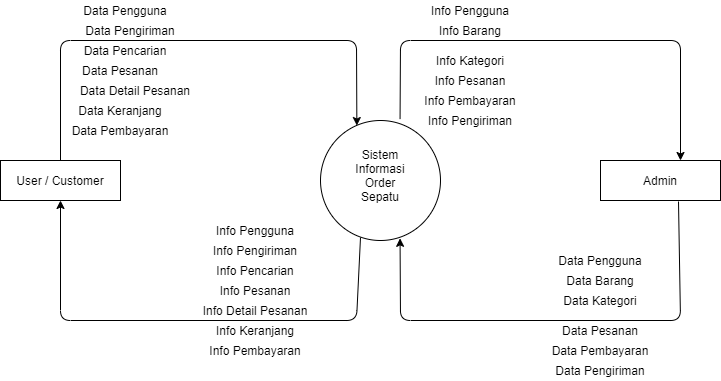 Data Pengguna
Data Pengiriman
Data Pencarian
Data Pesanan
Data Detail Pesanan
Data Keranjang
Data Pembayaran
Info Pengguna
Info Barang
Info Kategori
Info Pesanan
Info Pembayaran
Info Pengiriman
User / Customer
Sistem
Informasi
Order
Sepatu
Admin
Info Pengguna
Info Pengiriman
Info Pencarian
Info Pesanan
Info Detail Pesanan
Info Keranjang
Info Pembayaran
Data Pengguna
Data Barang
Data Kategori
Data Pesanan
Data Pembayaran
Data Pengiriman